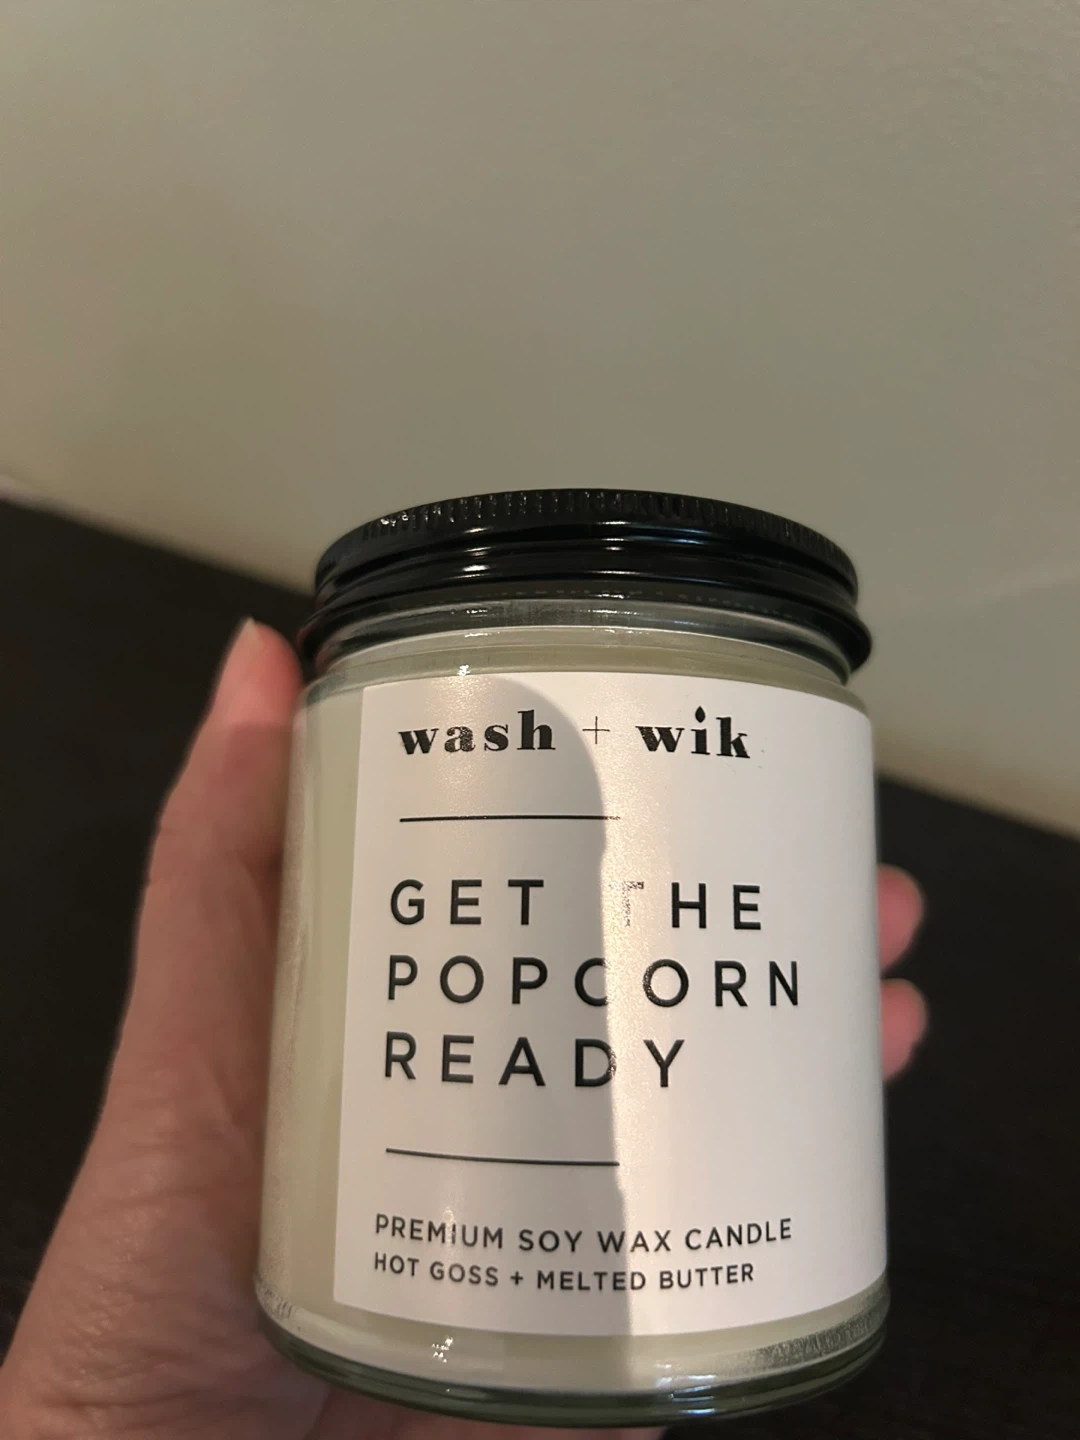 wash + wik
GET THE
POPCORN
READY
PREMIUM SOY WAX CANDLE
HOT GOSS + MELTED BUTTER